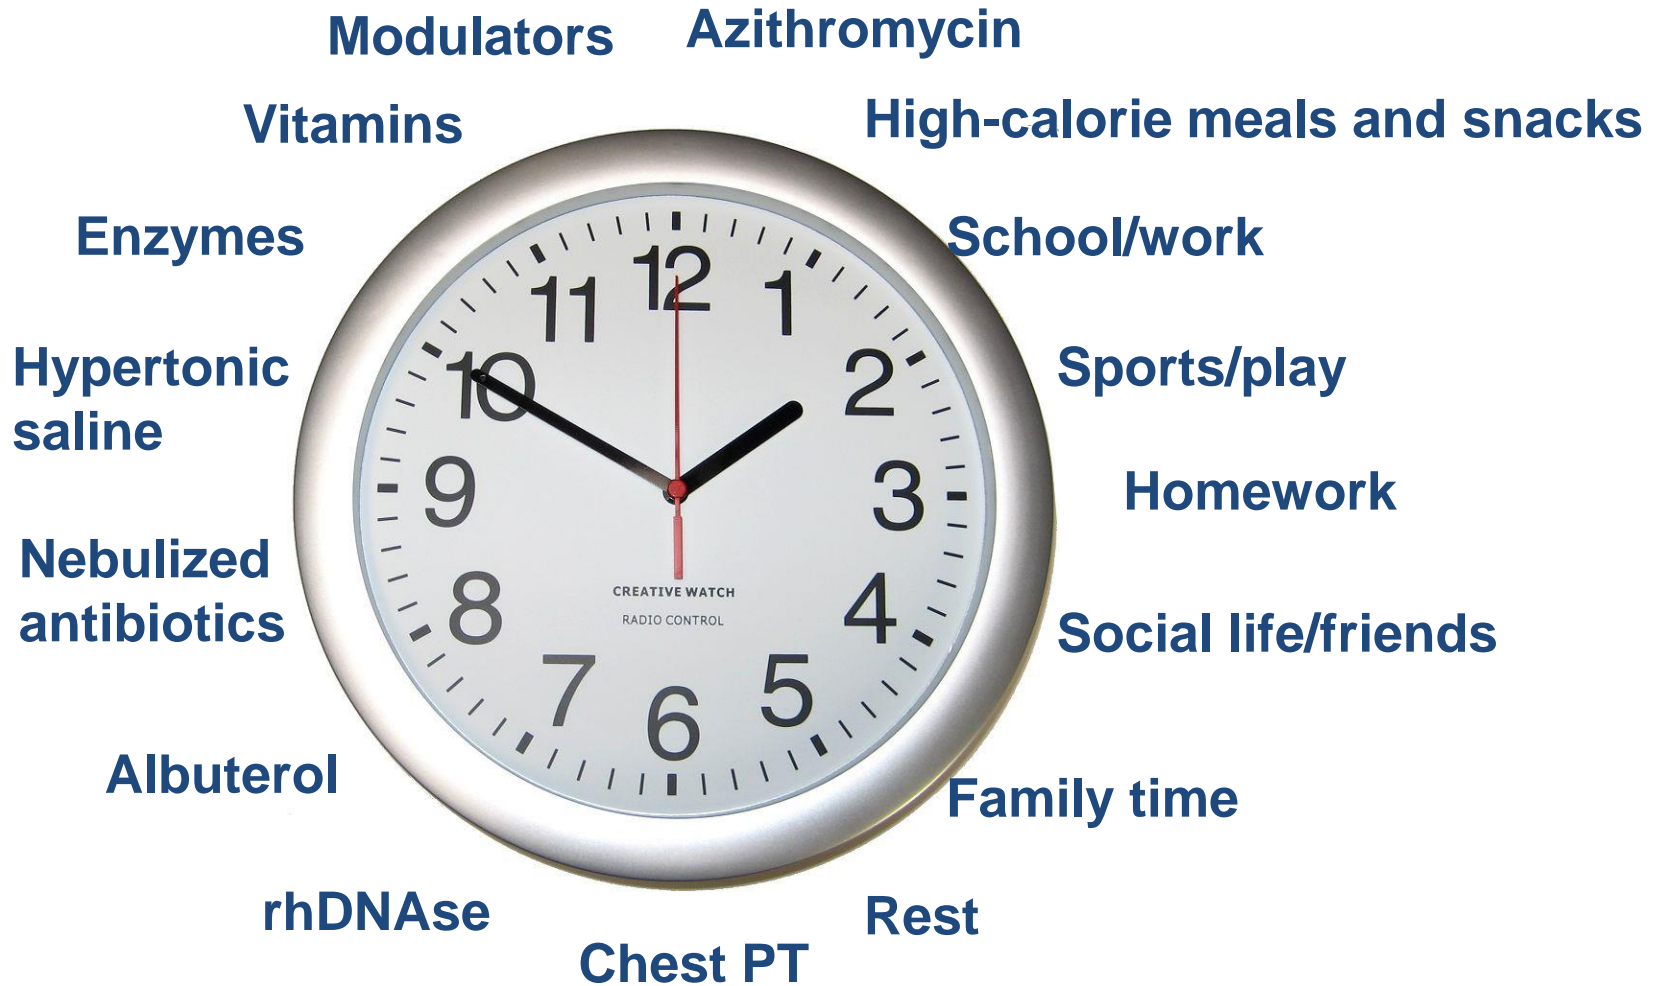 Modulators
Azithromycin
Vitamins
High-calorie meals and snacks
Enzymes
School/work
Hypertonic
saline
Sports/play
Homework
Nebulized
antibiotics
Social life/friends
Albuterol
Family time
rhDNAse
Rest
Chest PT
12
1
2
3
4
5
6
7
8
9
10
11
CREATIVE WATCH
RADIO CONTROL